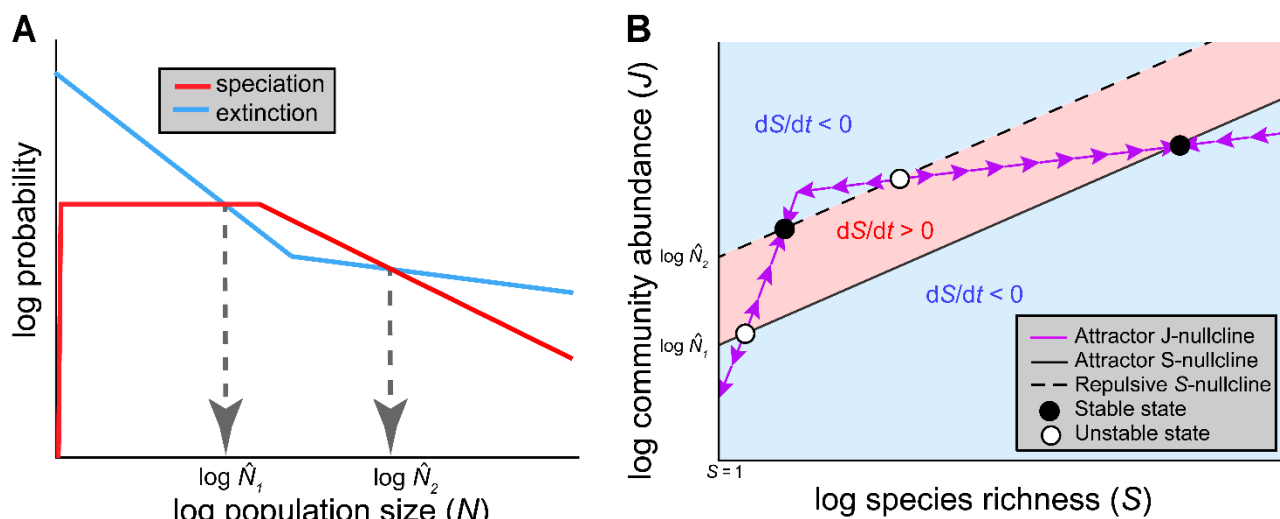 A
log probability
speciation
extinction
log N̂₁
log N̂₂
log population size (N)
B
log community abundance (J)
dS/dt < 0
dS/dt > 0
dS/dt < 0
log N̂₂
log N̂₁
Attractor J-nullcline
Attractor S-nullcline
Repulsive S-nullcline
Stable state
Unstable state
S = 1
log species richness (S)